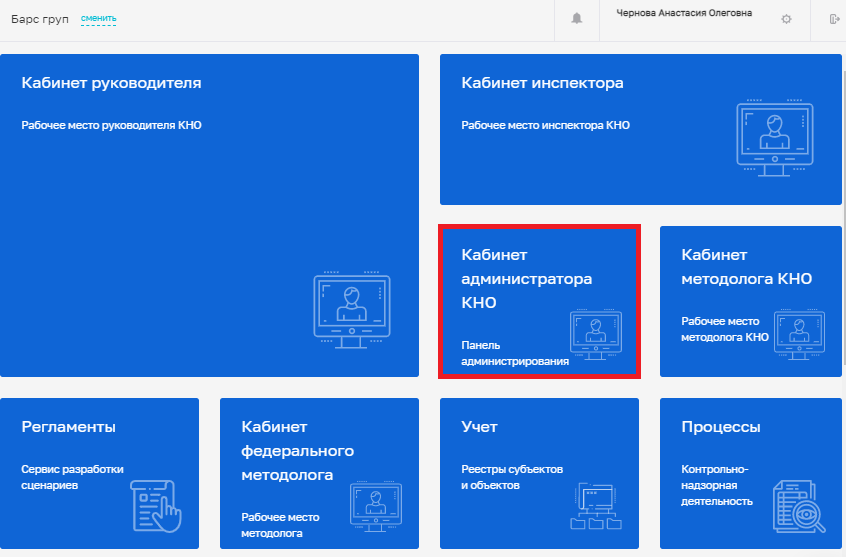 Барс груп сменить
Чернова Анастасия Олеговна
Кабинет руководителя
Рабочее место руководителя КНО
Кабинет инспектора
Рабочее место инспектора КНО
Кабинет
администратора
КНО
Панель
администрирования
Кабинет
методолога КНО
Рабочее место
методолога КНО
Регламенты
Сервис разработки
сценариев
Кабинет
федерального
методолога
Рабочее место
методолога
Учет
Реестры субъектов
и объектов
Процессы
Контрольно-
надзорная
деятельность